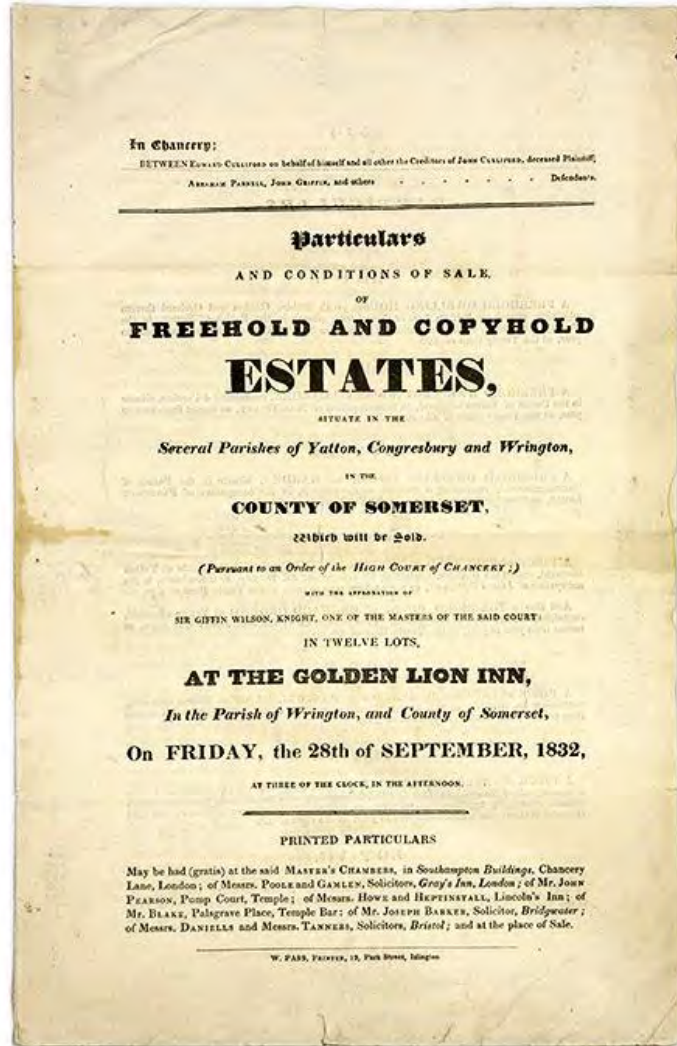 In Chancery:
BETWEEN EDWARD CULLIFORD on behalf of himself and all other the Creditors of JOHN CULLIFORD, deceased Plaintiff,
ABRAHAM PARNELL, JOHN GRIFFIN, and others . . . . . . . Defendants.
Particulars
AND CONDITIONS OF SALE,
OF
FREEHOLD AND COPYHOLD
ESTATES,
SITUATE IN THE
Several Parishes of Yatton, Congresbury and Wrington,
IN THE
COUNTY OF SOMERSET,
Which will be Sold.
(Pursuant to an Order of the HIGH COURT of CHANCERY;)
WITH THE APPROBATION OF
SIR GIFFIN WILSON, KNIGHT, ONE OF THE MASTERS OF THE SAID COURT:
IN TWELVE LOTS,
AT THE GOLDEN LION INN,
In the Parish of Wrington, and County of Somerset,
On FRIDAY, the 28th of SEPTEMBER, 1832,
AT THREE OF THE CLOCK, IN THE AFTERNOON.
PRINTED PARTICULARS
May be had (gratis) at the said MASTER'S CHAMBERS, in Southampton Buildings, Chancery
Lane, London; of Messrs. POOLE and GAMLEN, Solicitors, Gray's Inn, London; of Mr. JOHN
PEARSON, Pump Court, Temple; of Messrs. HOWE and HEPTINSTALL, Lincoln's Inn; of
Mr. BLAKE, Palsgrave Place, Temple Bar: of Mr. JOSEPH BARKER, Solicitor, Bridgwater;
of Messrs. DANIELLS and Messrs. TANNERS, Solicitors, Bristol; and at the place of Sale.
W. PASS, PRINTER, Park Street, Islington